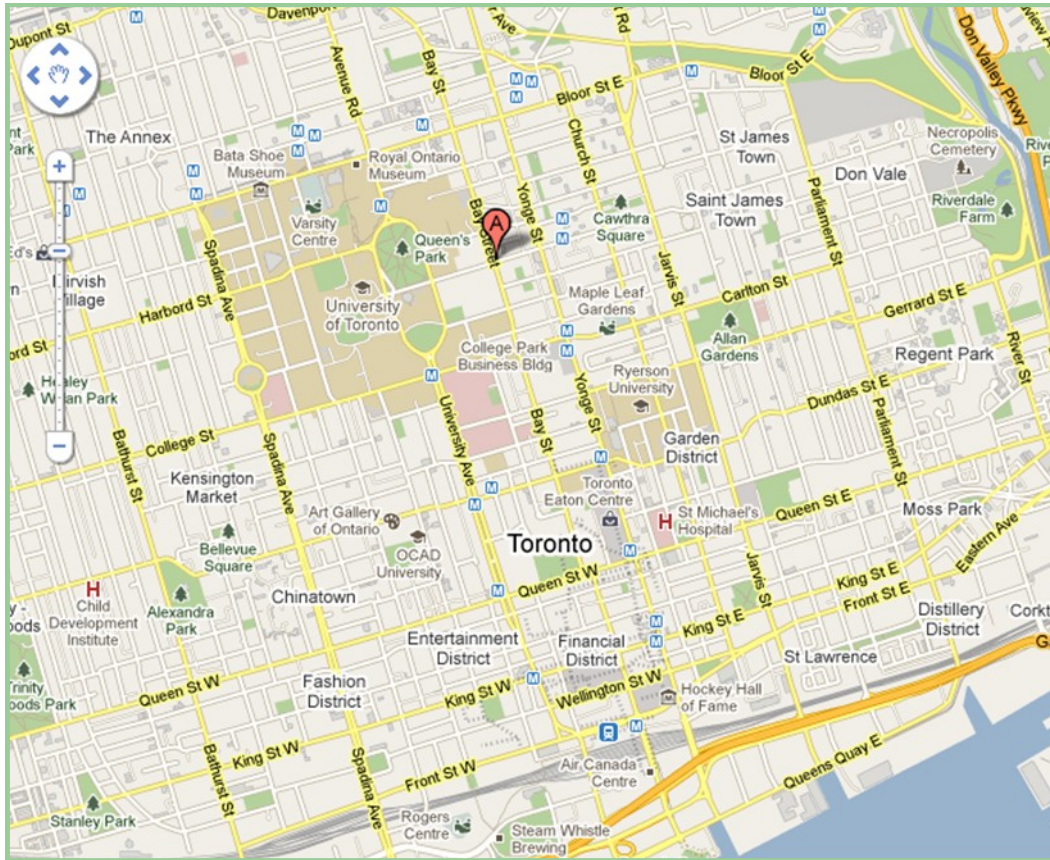 Dupont St
Davenpor
Avenue Rd
Bay St
Bloor St E
Bloor St E
Don Valley Pkwy
The Annex
Bata Shoe
Museum
Royal Ontario
Museum
Church St
St James
Town
Necropolis
Cemetery
Don Vale
Riverdale
Farm
Varsity
Centre
Queen's
Park
Bay Street
A
Yonge St
Cawthra
Square
Saint James
Town
Parliament St
Spadina Ave
Harbord St
University
of Toronto
Maple Leaf
Gardens
Jarvis St
Carlton St
Gerrard St E
Allan
Gardens
College Park
Business Bldg
Regent Park
River St
Ryerson
University
Dundas St E
University Ave
Bay St
Yonge St
Parliament St
College St
Bathurst St
Spadina Ave
Kensington
Market
Garden
District
Toronto
Eaton Centre
Art Gallery
of Ontario
H
St Michael's
Hospital
Queen St E
Moss Park
Eastern Ave
Bellevue
Square
OCAD
University
Toronto
Queen St W
Jarvis St
King St E
Front St E
H
Child
Development
Institute
Alexandra
Park
Chinatown
Entertainment
District
Financial
District
King St E
Distillery
District
St Lawrence
Queen St W
Fashion
District
King St W
Wellington St W
Hockey Hall
of Fame
Bathurst St
King St W
Spadina Ave
Front St W
Air Canada
Centre
Queens Quay E
Stanley Park
Rogers
Centre
Steam Whistle
Brewing